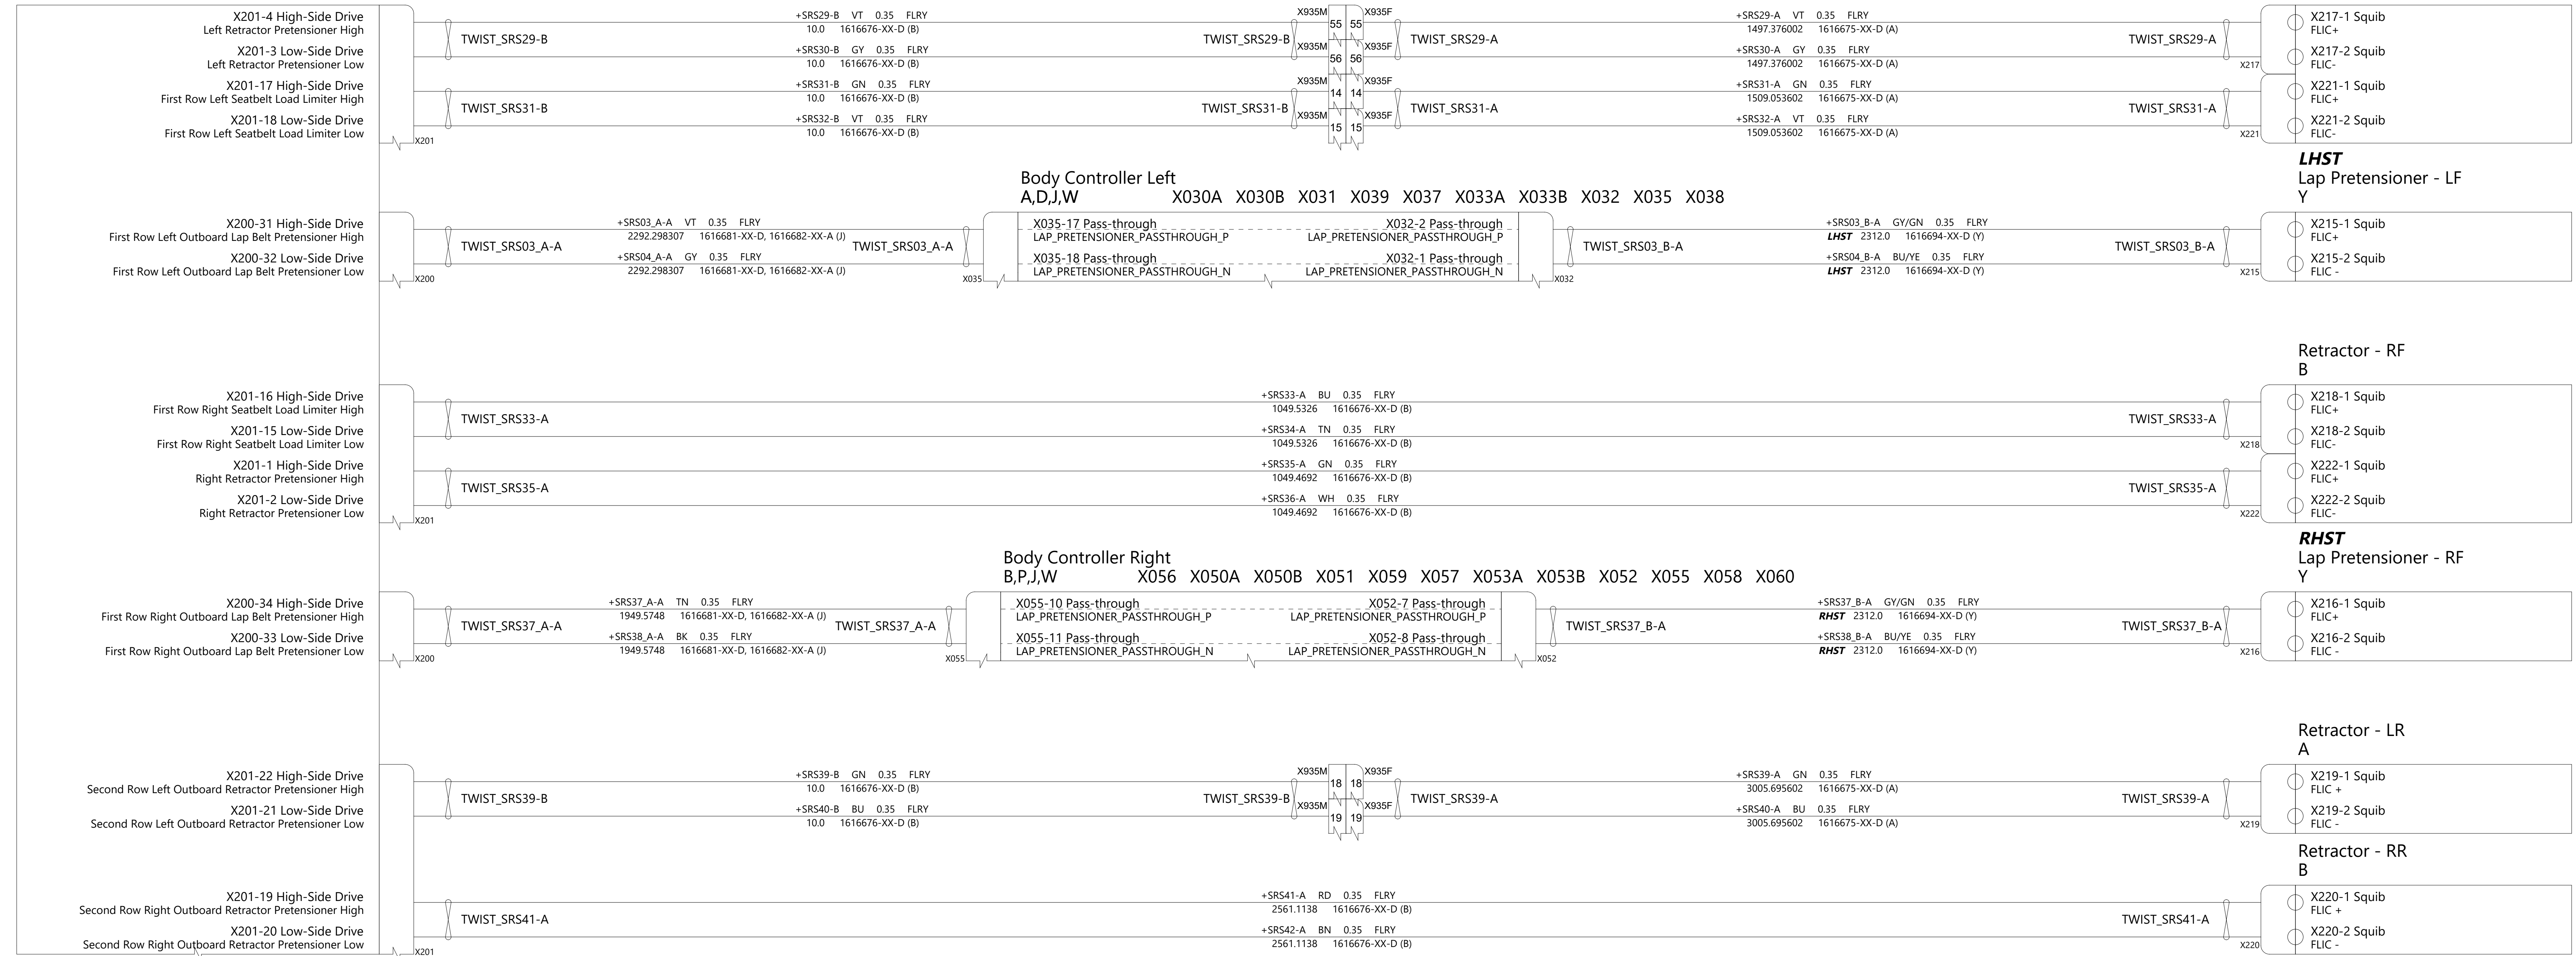 X201-4 High-Side Drive
Left Retractor Pretensioner High
X201-3 Low-Side Drive
Left Retractor Pretensioner Low
X201-17 High-Side Drive
First Row Left Seatbelt Load Limiter High
X201-18 Low-Side Drive
First Row Left Seatbelt Load Limiter Low
X201
TWIST_SRS29-B
TWIST_SRS31-B
+SRS29-B VT 0.35 FLRY
10.0 1616676-XX-D (B)
+SRS30-B GY 0.35 FLRY
10.0 1616676-XX-D (B)
+SRS31-B GN 0.35 FLRY
10.0 1616676-XX-D (B)
+SRS32-B VT 0.35 FLRY
10.0 1616676-XX-D (B)
TWIST_SRS29-B
TWIST_SRS31-B
X935M 55 55 X935F
X935M 56 56 X935F
X935M 14 14 X935F
X935M 15 15 X935F
TWIST_SRS29-A
TWIST_SRS31-A
+SRS29-A VT 0.35 FLRY
1497.376002 1616675-XX-D (A)
+SRS30-A GY 0.35 FLRY
1497.376002 1616675-XX-D (A)
+SRS31-A GN 0.35 FLRY
1509.053602 1616675-XX-D (A)
+SRS32-A VT 0.35 FLRY
1509.053602 1616675-XX-D (A)
TWIST_SRS29-A
TWIST_SRS31-A
X217
X221
X217-1 Squib
FLIC+
X217-2 Squib
FLIC-
X221-1 Squib
FLIC+
X221-2 Squib
FLIC-
X200-31 High-Side Drive
First Row Left Outboard Lap Belt Pretensioner High
X200-32 Low-Side Drive
First Row Left Outboard Lap Belt Pretensioner Low
X200
TWIST_SRS03_A-A
+SRS03_A-A VT 0.35 FLRY
2292.298307 1616681-XX-D, 1616682-XX-A (J)
+SRS04_A-A GY 0.35 FLRY
2292.298307 1616681-XX-D, 1616682-XX-A (J)
TWIST_SRS03_A-A
X035
Body Controller Left
A,D,J,W X030A X030B X031 X039 X037 X033A X033B X032 X035 X038
X035-17 Pass-through X032-2 Pass-through
LAP_PRETENSIONER_PASSTHROUGH_P LAP_PRETENSIONER_PASSTHROUGH_P
X035-18 Pass-through X032-1 Pass-through
LAP_PRETENSIONER_PASSTHROUGH_N LAP_PRETENSIONER_PASSTHROUGH_N
X032
TWIST_SRS03_B-A
+SRS03_B-A GY/GN 0.35 FLRY
LHST 2312.0 1616694-XX-D (Y)
+SRS04_B-A BU/YE 0.35 FLRY
LHST 2312.0 1616694-XX-D (Y)
TWIST_SRS03_B-A
X215
LHST
Lap Pretensioner - LF
Y
X215-1 Squib
FLIC+
X215-2 Squib
FLIC -
X201-16 High-Side Drive
First Row Right Seatbelt Load Limiter High
X201-15 Low-Side Drive
First Row Right Seatbelt Load Limiter Low
X201-1 High-Side Drive
Right Retractor Pretensioner High
X201-2 Low-Side Drive
Right Retractor Pretensioner Low
X201
TWIST_SRS33-A
TWIST_SRS35-A
+SRS33-A BU 0.35 FLRY
1049.5326 1616676-XX-D (B)
+SRS34-A TN 0.35 FLRY
1049.5326 1616676-XX-D (B)
+SRS35-A GN 0.35 FLRY
1049.4692 1616676-XX-D (B)
+SRS36-A WH 0.35 FLRY
1049.4692 1616676-XX-D (B)
TWIST_SRS33-A
TWIST_SRS35-A
X218
X222
Retractor - RF
B
X218-1 Squib
FLIC+
X218-2 Squib
FLIC-
X222-1 Squib
FLIC+
X222-2 Squib
FLIC-
X200-34 High-Side Drive
First Row Right Outboard Lap Belt Pretensioner High
X200-33 Low-Side Drive
First Row Right Outboard Lap Belt Pretensioner Low
X200
TWIST_SRS37_A-A
+SRS37_A-A TN 0.35 FLRY
1949.5748 1616681-XX-D, 1616682-XX-A (J)
+SRS38_A-A BK 0.35 FLRY
1949.5748 1616681-XX-D, 1616682-XX-A (J)
TWIST_SRS37_A-A
X055
Body Controller Right
B,P,J,W X056 X050A X050B X051 X059 X057 X053A X053B X052 X055 X058 X060
X055-10 Pass-through X052-7 Pass-through
LAP_PRETENSIONER_PASSTHROUGH_P LAP_PRETENSIONER_PASSTHROUGH_P
X055-11 Pass-through X052-8 Pass-through
LAP_PRETENSIONER_PASSTHROUGH_N LAP_PRETENSIONER_PASSTHROUGH_N
X052
TWIST_SRS37_B-A
+SRS37_B-A GY/GN 0.35 FLRY
RHST 2312.0 1616694-XX-D (Y)
+SRS38_B-A BU/YE 0.35 FLRY
RHST 2312.0 1616694-XX-D (Y)
TWIST_SRS37_B-A
X216
RHST
Lap Pretensioner - RF
Y
X216-1 Squib
FLIC+
X216-2 Squib
FLIC -
X201-22 High-Side Drive
Second Row Left Outboard Retractor Pretensioner High
X201-21 Low-Side Drive
Second Row Left Outboard Retractor Pretensioner Low
TWIST_SRS39-B
+SRS39-B GN 0.35 FLRY
10.0 1616676-XX-D (B)
+SRS40-B BU 0.35 FLRY
10.0 1616676-XX-D (B)
TWIST_SRS39-B
X935M 18 18 X935F
X935M 19 19 X935F
TWIST_SRS39-A
+SRS39-A GN 0.35 FLRY
3005.695602 1616675-XX-D (A)
+SRS40-A BU 0.35 FLRY
3005.695602 1616675-XX-D (A)
TWIST_SRS39-A
X219
Retractor - LR
A
X219-1 Squib
FLIC +
X219-2 Squib
FLIC -
X201-19 High-Side Drive
Second Row Right Outboard Retractor Pretensioner High
X201-20 Low-Side Drive
Second Row Right Outboard Retractor Pretensioner Low
X201
TWIST_SRS41-A
+SRS41-A RD 0.35 FLRY
2561.1138 1616676-XX-D (B)
+SRS42-A BN 0.35 FLRY
2561.1138 1616676-XX-D (B)
TWIST_SRS41-A
X220
Retractor - RR
B
X220-1 Squib
FLIC +
X220-2 Squib
FLIC -